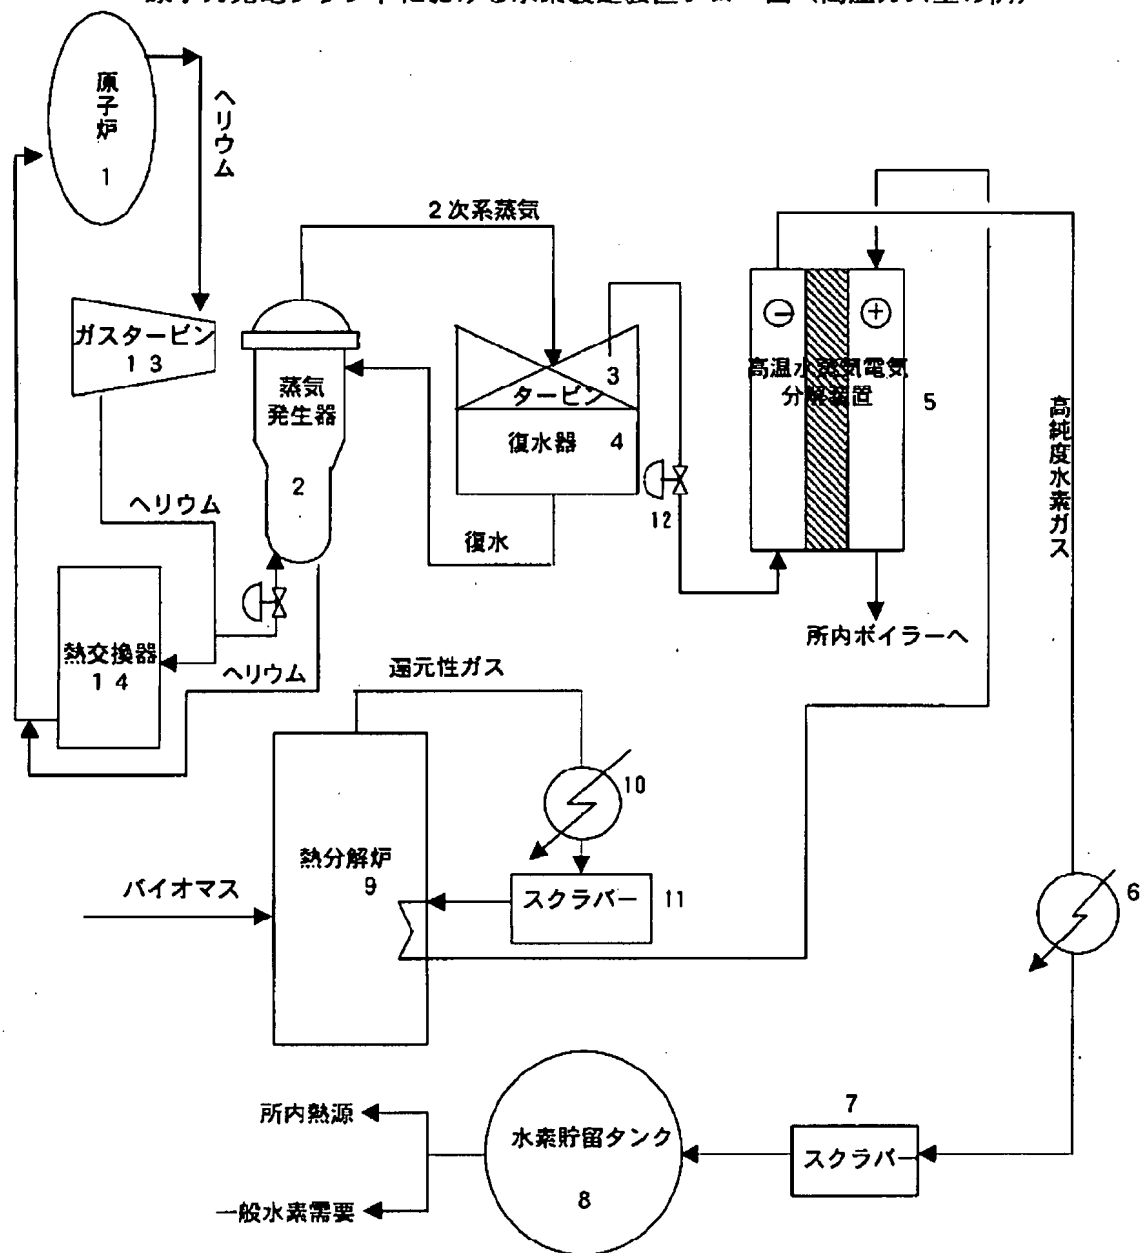 原子炉
1
ヘリウム
2次系蒸気
ガスタービン
13
蒸気
発生器
2
3
タービン
復水器 4
12
復水
⊖
⊕
高温水蒸気電気
分解装置
5
高純度水素ガス
所内ボイラーへ
ヘリウム
熱交換器
14
ヘリウム
還元性ガス
10
熱分解炉
9
バイオマス
スクラバー 11
6
7
スクラバー
水素貯留タンク
8
所内熱源
一般水素需要